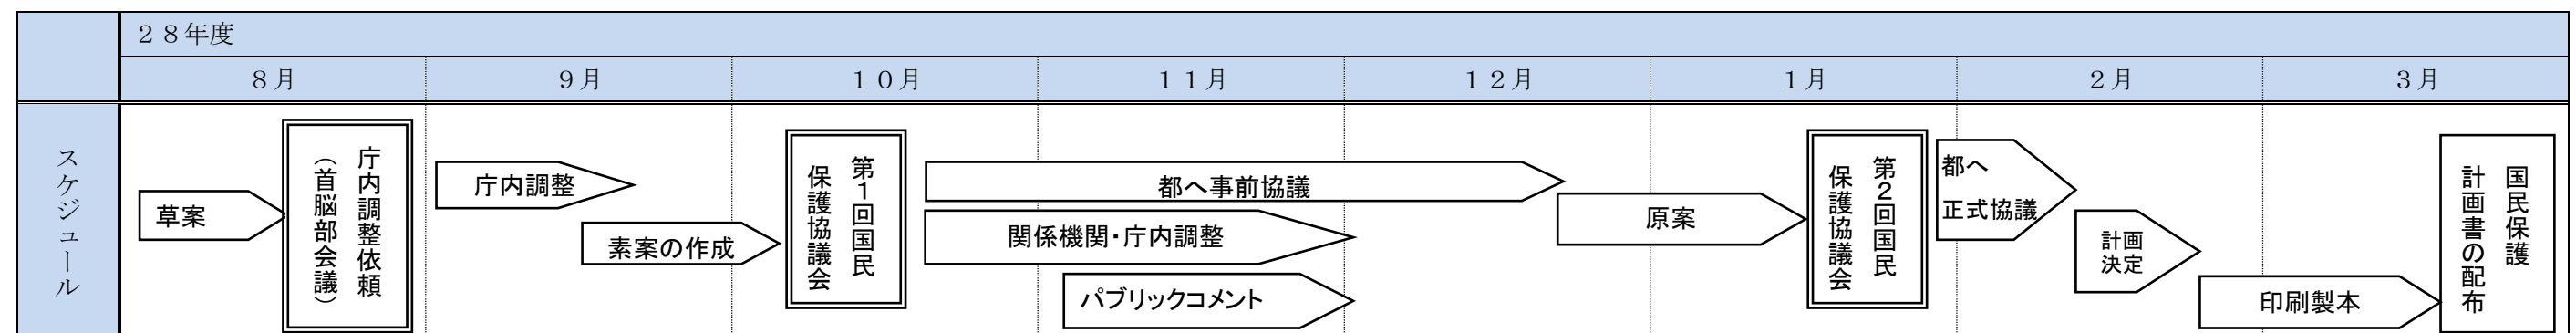 ２８年度
８月
９月
１０月
１１月
１２月
１月
２月
３月
スケジュール
草案
庁内調整依頼
（首脳部会議）
庁内調整
素案の作成
第１回国民
保護協議会
都へ事前協議
関係機関・庁内調整
パブリックコメント
原案
第２回国民
保護協議会
都へ
正式協議
計画
決定
印刷製本
国民保護
計画書の配布